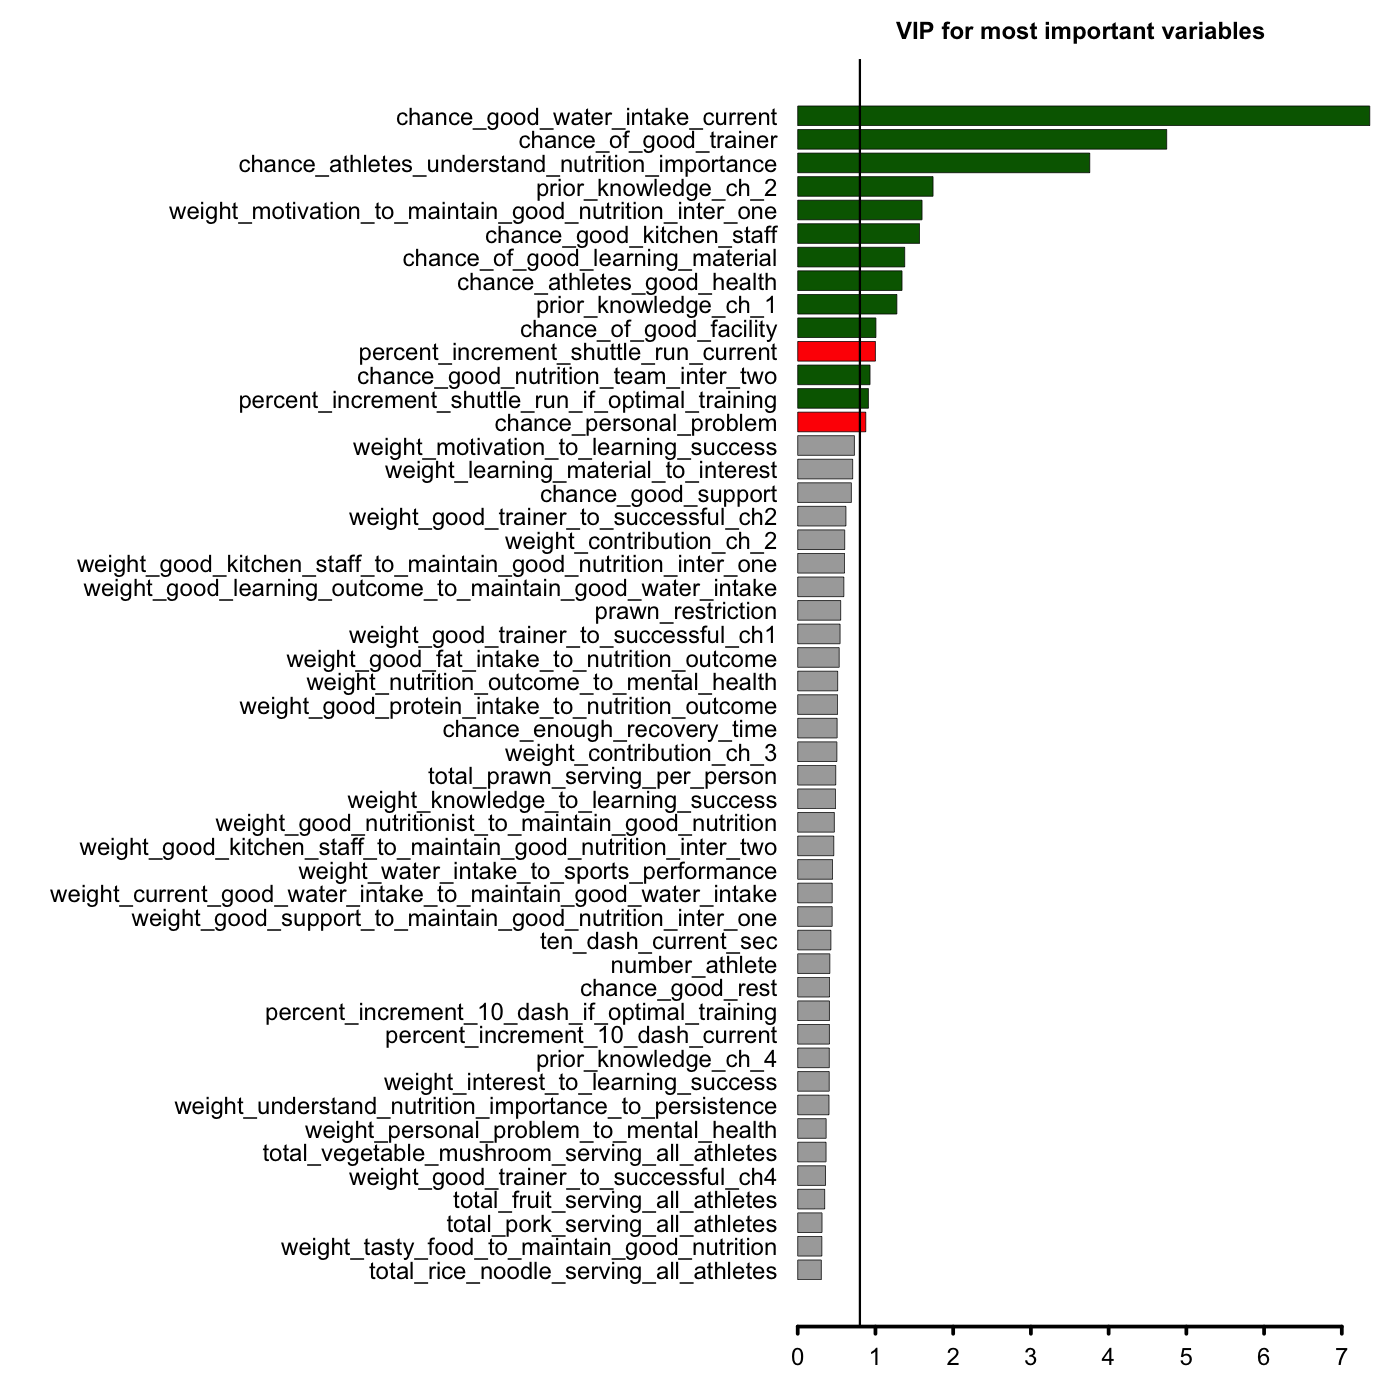 VIP for most important variables
chance_good_water_intake_current
chance_of_good_trainer
chance_athletes_understand_nutrition_importance
prior_knowledge_ch_2
weight_motivation_to_maintain_good_nutrition_inter_one
chance_good_kitchen_staff
chance_of_good_learning_material
chance_athletes_good_health
prior_knowledge_ch_1
chance_of_good_facility
percent_increment_shuttle_run_current
chance_good_nutrition_team_inter_two
percent_increment_shuttle_run_if_optimal_training
chance_personal_problem
weight_motivation_to_learning_success
weight_learning_material_to_interest
chance_good_support
weight_good_trainer_to_successful_ch2
weight_contribution_ch_2
weight_good_kitchen_staff_to_maintain_good_nutrition_inter_one
weight_good_learning_outcome_to_maintain_good_water_intake
prawn_restriction
weight_good_trainer_to_successful_ch1
weight_good_fat_intake_to_nutrition_outcome
weight_nutrition_outcome_to_mental_health
weight_good_protein_intake_to_nutrition_outcome
chance_enough_recovery_time
weight_contribution_ch_3
total_prawn_serving_per_person
weight_knowledge_to_learning_success
weight_good_nutritionist_to_maintain_good_nutrition
weight_good_kitchen_staff_to_maintain_good_nutrition_inter_two
weight_water_intake_to_sports_performance
weight_current_good_water_intake_to_maintain_good_water_intake
weight_good_support_to_maintain_good_nutrition_inter_one
ten_dash_current_sec
number_athlete
chance_good_rest
percent_increment_10_dash_if_optimal_training
percent_increment_10_dash_current
prior_knowledge_ch_4
weight_interest_to_learning_success
weight_understand_nutrition_importance_to_persistence
weight_personal_problem_to_mental_health
total_vegetable_mushroom_serving_all_athletes
weight_good_trainer_to_successful_ch4
total_fruit_serving_all_athletes
total_pork_serving_all_athletes
weight_tasty_food_to_maintain_good_nutrition
total_rice_noodle_serving_all_athletes
0 1 2 3 4 5 6 7